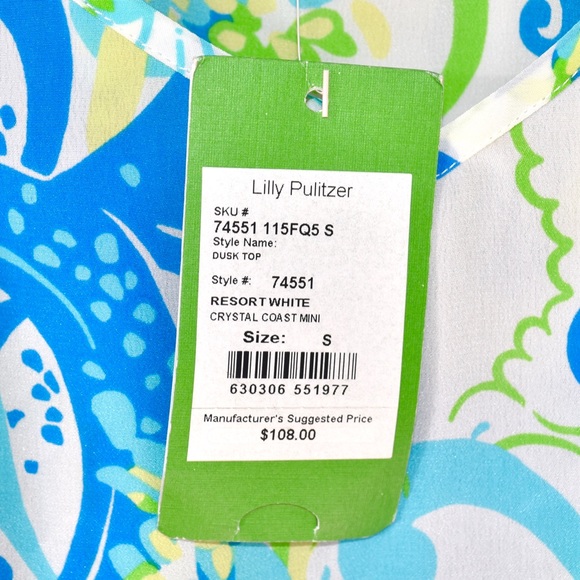 Lilly Pulitzer
SKU #
74551 115FQ5 S
Style Name:
DUSK TOP
Style #: 74551
RESORT WHITE
CRYSTAL COAST MINI
Size: S
630306 551977
Manufacturer's Suggested Price
$108.00